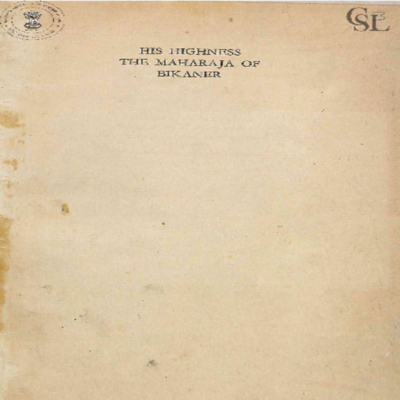 CSL
HIS HIGHNESS
THE MAHARAJA OF
BIKANER